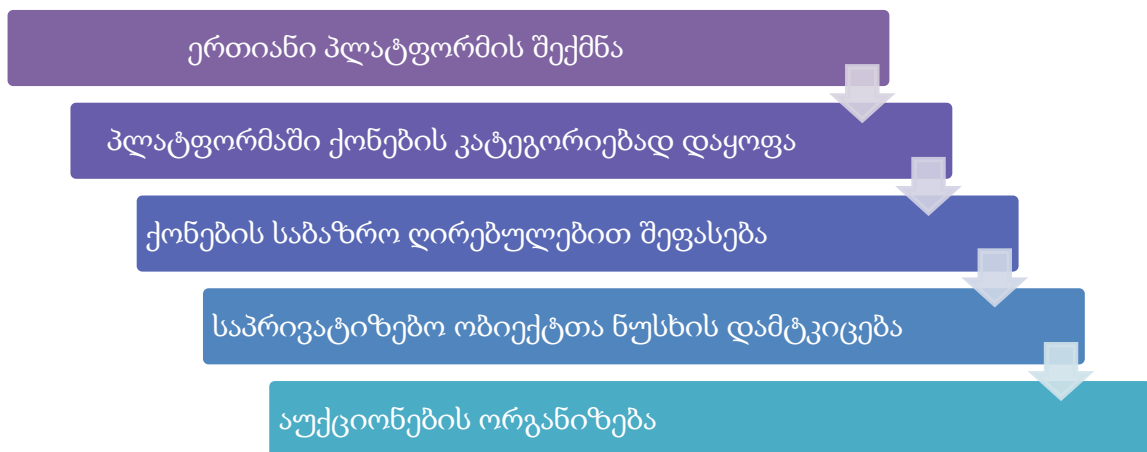 ერთიანი პლატფორმის შექმნა
პლატფორმაში ქონების კატეგორიებად დაყოფა
ქონების საბაზრო ღირებულებით შეფასება
საპრივატიზებო ობიექტთა ნუსხის დამტკიცება
აუქციონების ორგანიზება